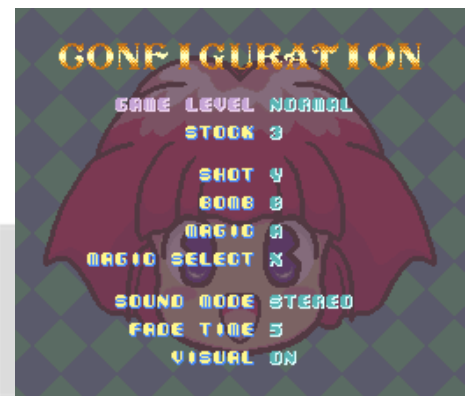 CONFIGURATION
GAME LEVEL NORMAL
STOCK 3
SHOT Y
BOMB B
MAGIC A
MAGIC SELECT X
SOUND MODE STEREO
FADE TIME 5
VISUAL ON